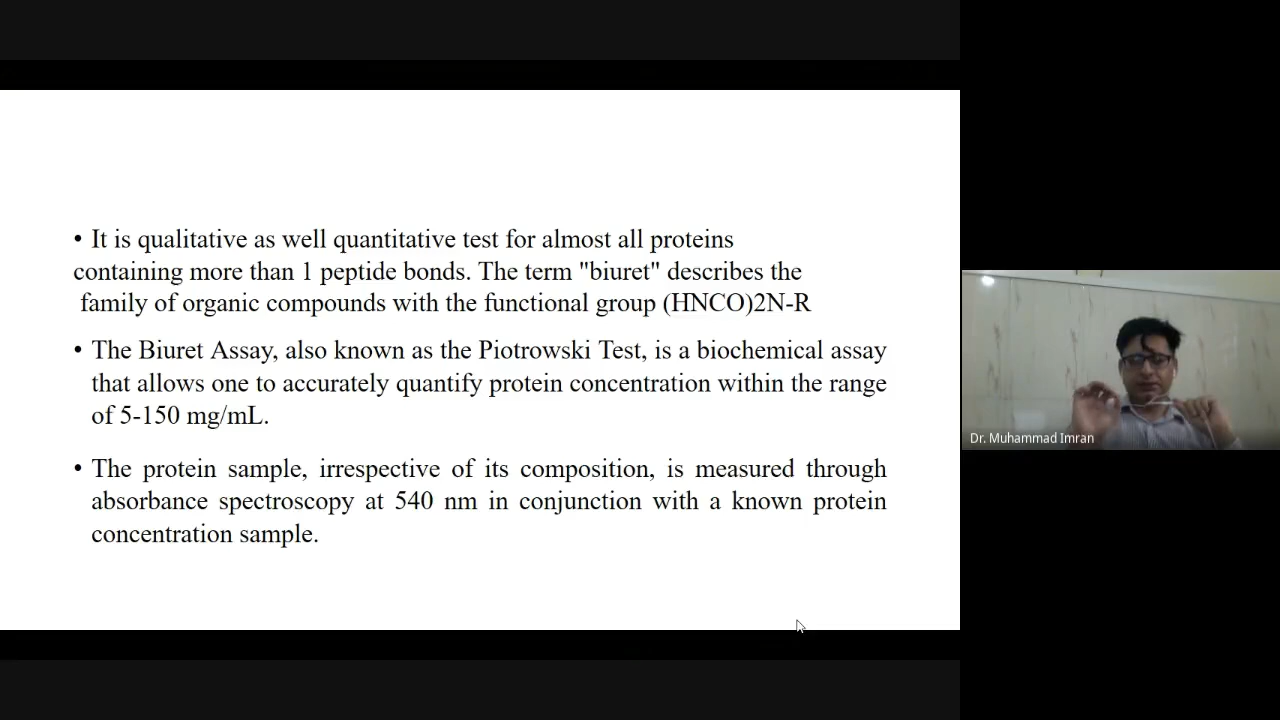 • It is qualitative as well quantitative test for almost all proteins
containing more than 1 peptide bonds. The term "biuret" describes the
family of organic compounds with the functional group (HNCO)2N-R
• The Biuret Assay, also known as the Piotrowski Test, is a biochemical assay
that allows one to accurately quantify protein concentration within the range
of 5-150 mg/mL.
• The protein sample, irrespective of its composition, is measured through
absorbance spectroscopy at 540 nm in conjunction with a known protein
concentration sample.
Dr. Muhammad Imran